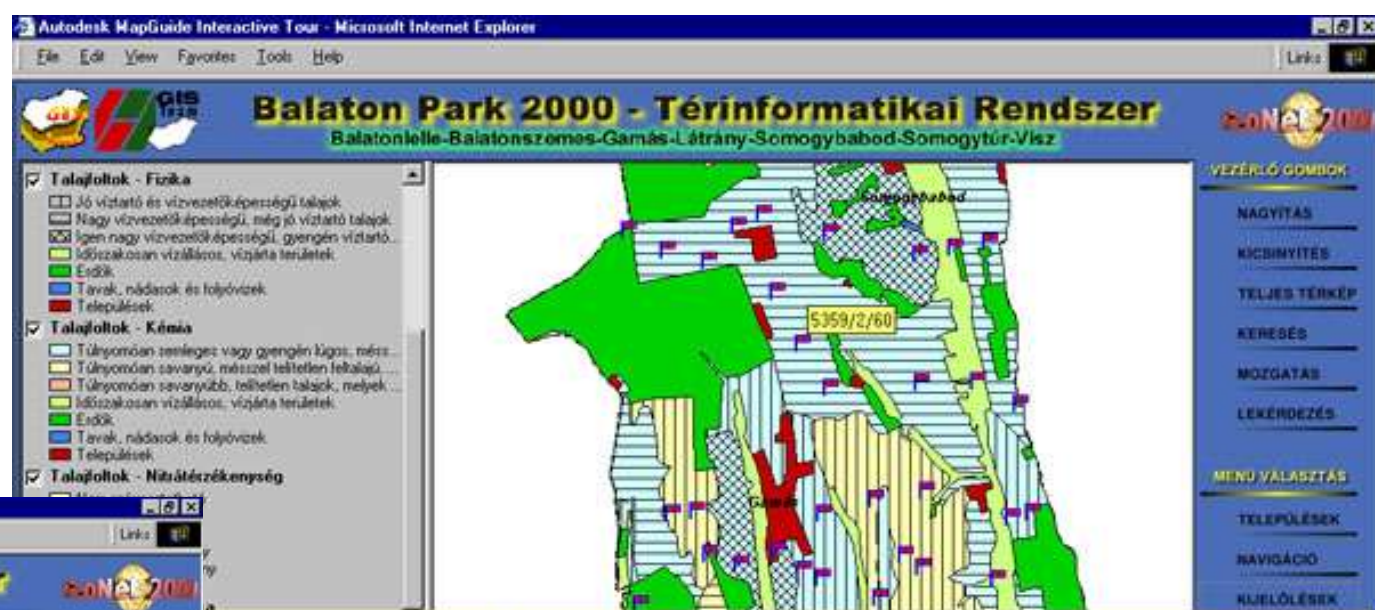 Autodesk MapGuide Interactive Tour - Microsoft Internet Explorer
File Edit View Favorites Tools Help
Links
GIS
Balaton Park 2000 - Térinformatikai Rendszer
Balatonlelle-Balatonszemes-Gamás-Látrány-Somogybabod-Somogytúr-Visz
Talajfoltok - Fizika
Jó víztartó és vízvezetőképességű talajok
Nagy vízvezetőképességű, még jó víztartó talajok
Igen nagy vízvezetőképességű, gyengén víztartó...
Időszakosan vízállásos, vízjárta területek
Erdők
Tavak, nádasok és folyóvizek
Települések
Talajfoltok - Kémia
Túlnyomóan semleges vagy gyengén lúgos, méss...
Túlnyomóan savanyú, mésszel telítetlen feltalajú,...
Túlnyomóan savanyúbb, telítetlen talajok, melyek...
Időszakosan vízállásos, vízjárta területek
Erdők
Tavak, nádasok és folyóvizek
Települések
Talajfoltok - Nitrátészékenység
Somogybabod
5359/2/60
Gamás
VEZÉRLŐ GOMBOK
NAGYÍTÁS
KICSINYÍTÉS
TELJES TÉRKÉP
KERESÉS
MOZGATÁS
LEKÉRDEZÉS
MENÜ VÁLASZTÁS
TELEPÜLÉSEK
NAVIGÁCIÓ
KIJELÖLÉSEK
Links